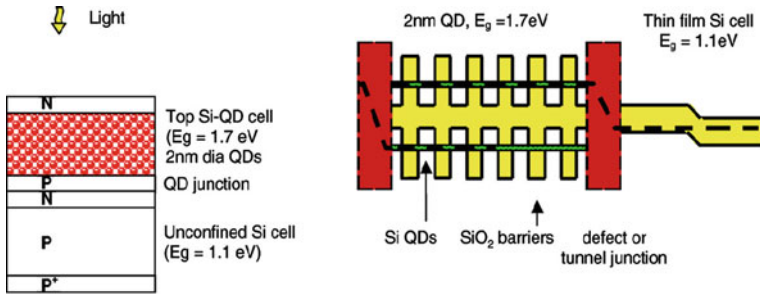 Light
N
Top Si-QD cell
(Eg = 1.7 eV
2nm dia QDs
P
QD junction
N
P
Unconfined Si cell
(Eg = 1.1 eV)
P+
2nm QD, Eg =1.7eV
Thin film Si cell
Eg = 1.1eV
Si QDs
SiO2 barriers
defect or
tunnel junction